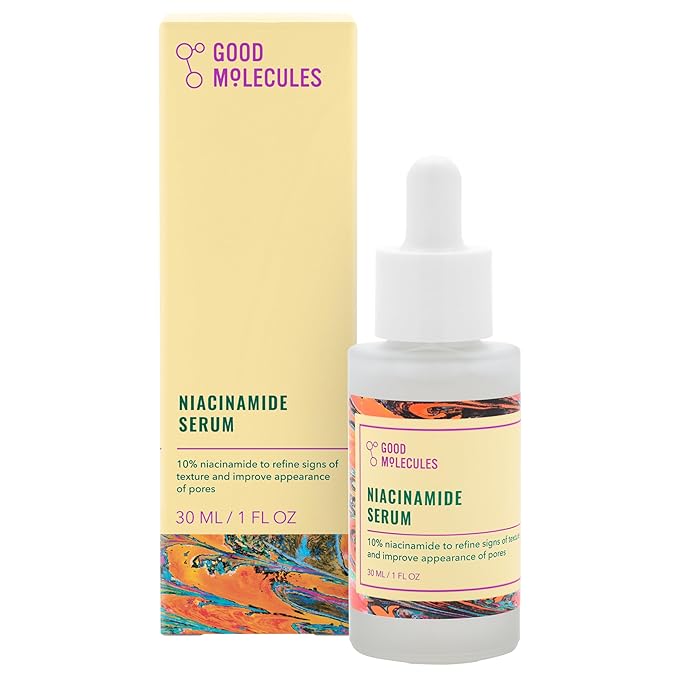 GOOD
MOLECULES
NIACINAMIDE
SERUM
10% niacinamide to refine signs of
texture and improve appearance
of pores
30 ML / 1 FL OZ
GOOD
MOLECULES
NIACINAMIDE
SERUM
10% niacinamide to refine signs of texture
and improve appearance of pores
30 ML / 1 FL OZ